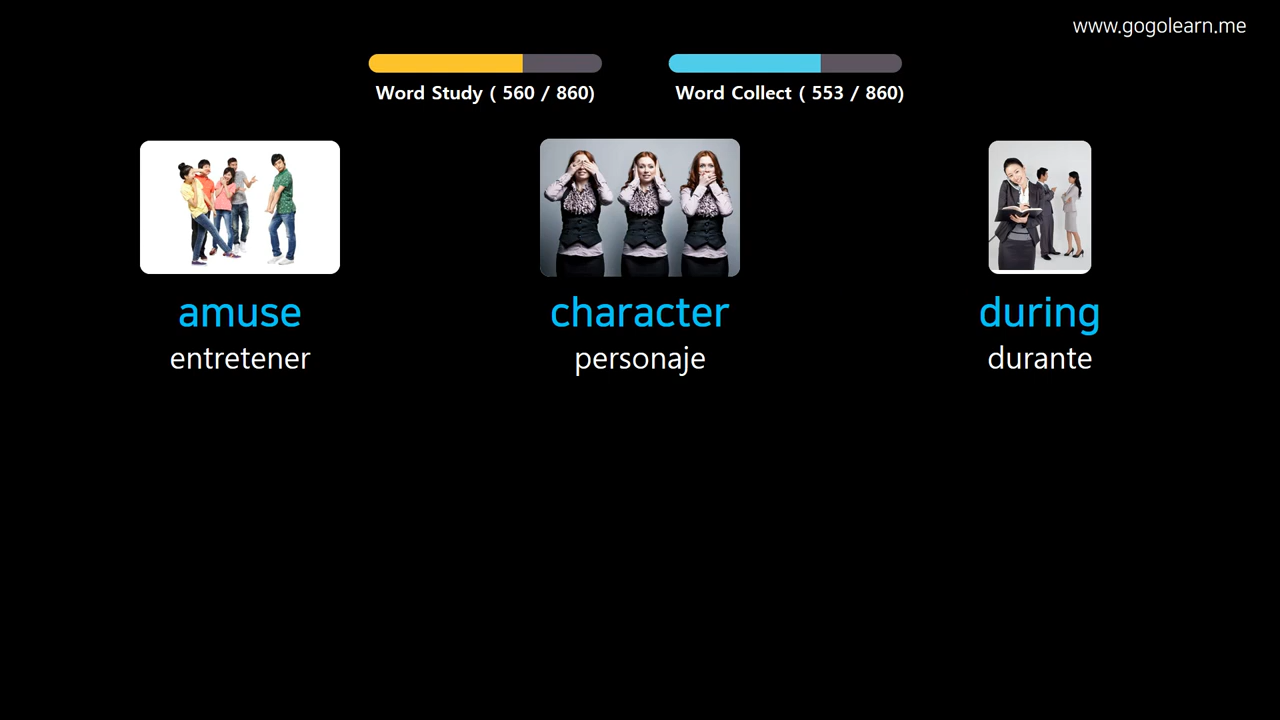 www.gogolearn.me
Word Study ( 560 / 860)
Word Collect ( 553 / 860)
amuse
character
during
entretener
personaje
durante